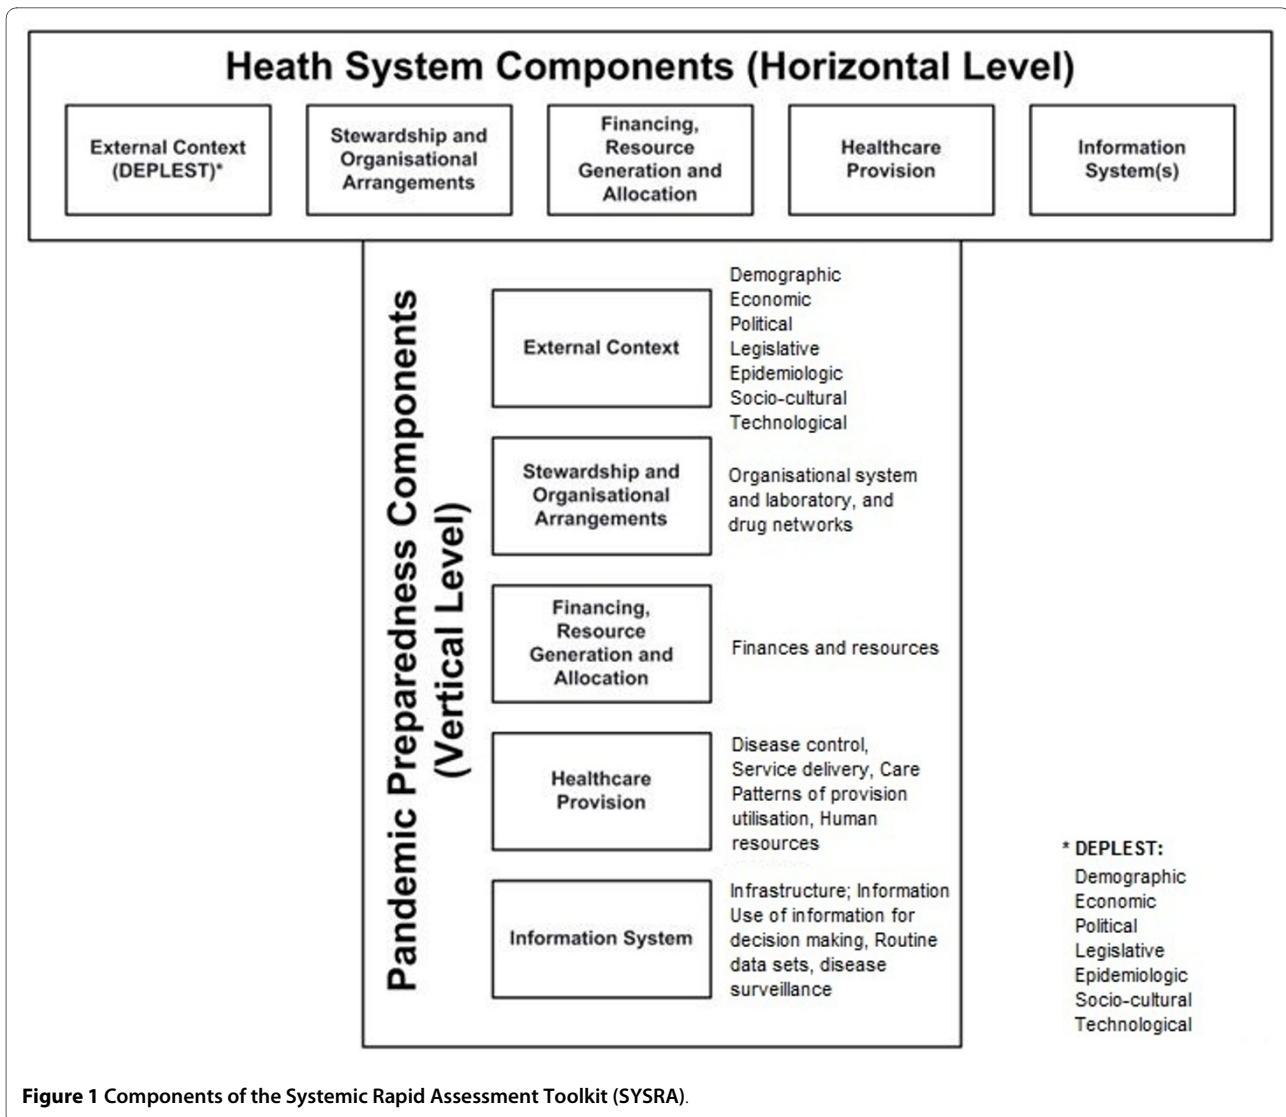 Heath System Components (Horizontal Level)
External Context
(DEPLEST)*
Stewardship and
Organisational
Arrangements
Financing,
Resource
Generation and
Allocation
Healthcare
Provision
Information
System(s)
Pandemic Preparedness Components
(Vertical Level)
External Context
Demographic
Economic
Political
Legislative
Epidemiologic
Socio-cultural
Technological
Stewardship and
Organisational
Arrangements
Organisational system
and laboratory, and
drug networks
Financing,
Resource
Generation and
Allocation
Finances and resources
Healthcare
Provision
Disease control,
Service delivery, Care
Patterns of provision
utilisation, Human
resources
Information System
Infrastructure; Information
Use of information for
decision making, Routine
data sets, disease
surveillance
* DEPLEST:
Demographic
Economic
Political
Legislative
Epidemiologic
Socio-cultural
Technological
Figure 1 Components of the Systemic Rapid Assessment Toolkit (SYSRA).